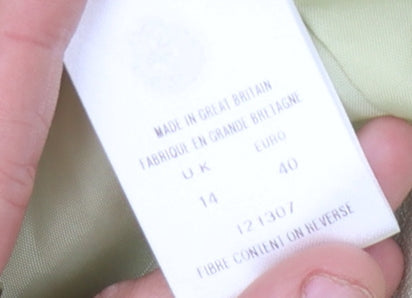 MADE IN GREAT BRITAIN
FABRIQUE EN GRANDE BRETAGNE
U.K EURO
14 40
121307
FIBRE CONTENT ON REVERSE